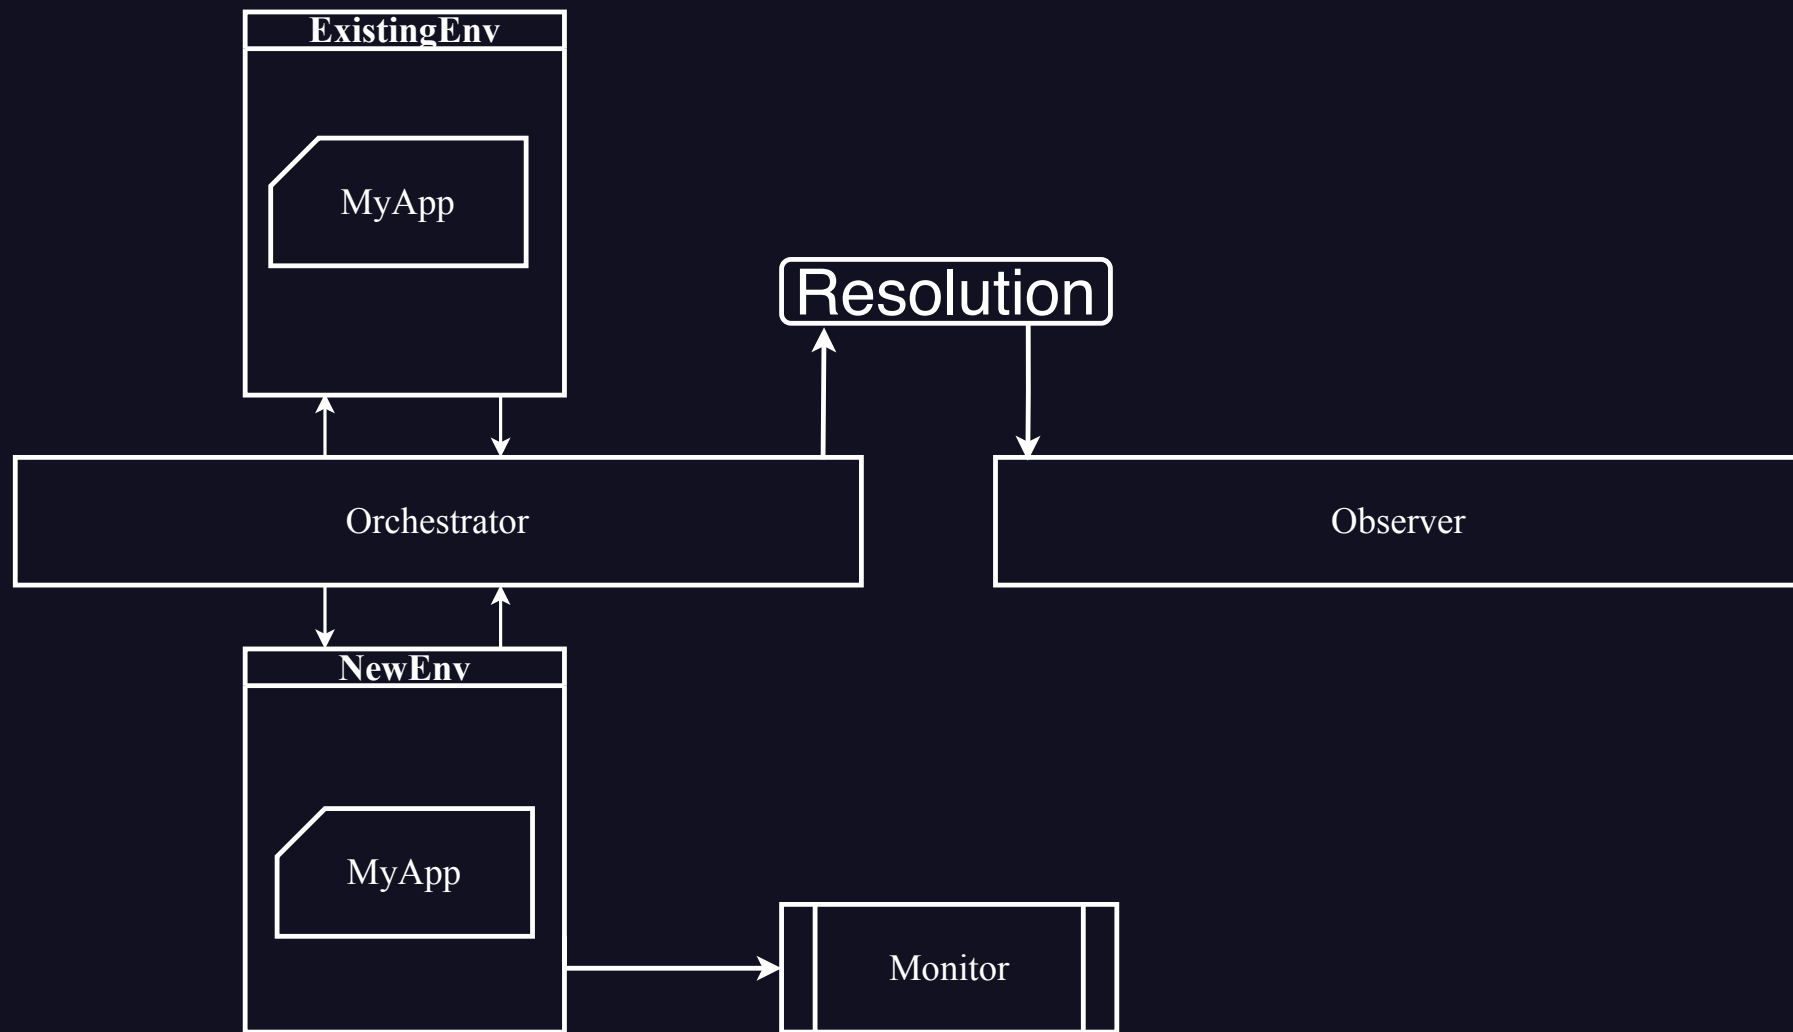 ExistingEnv
MyApp
Resolution
Orchestrator
Observer
NewEnv
MyApp
Monitor